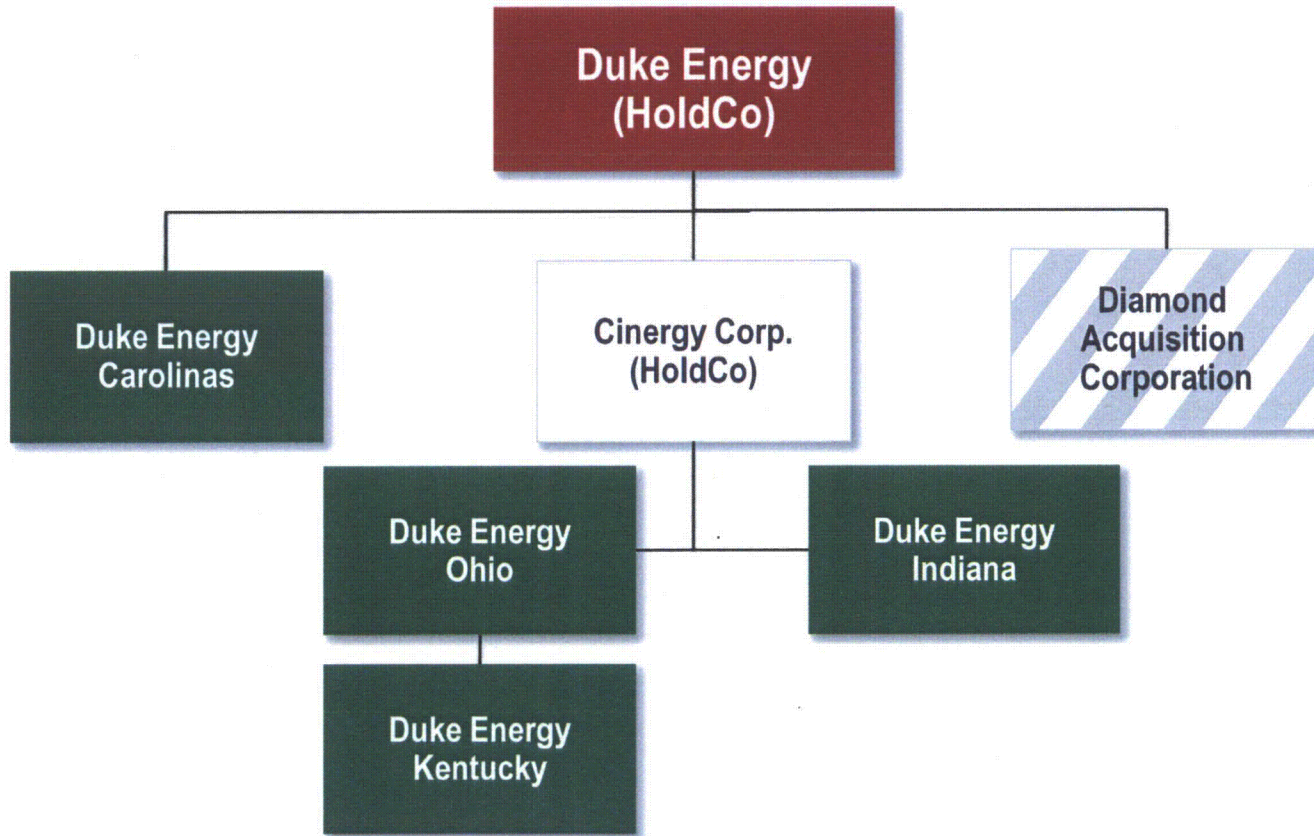 Duke Energy
(HoldCo)
Duke Energy
Carolinas
Cinergy Corp.
(HoldCo)
Diamond
Acquisition
Corporation
Duke Energy
Ohio
Duke Energy
Indiana
Duke Energy
Kentucky